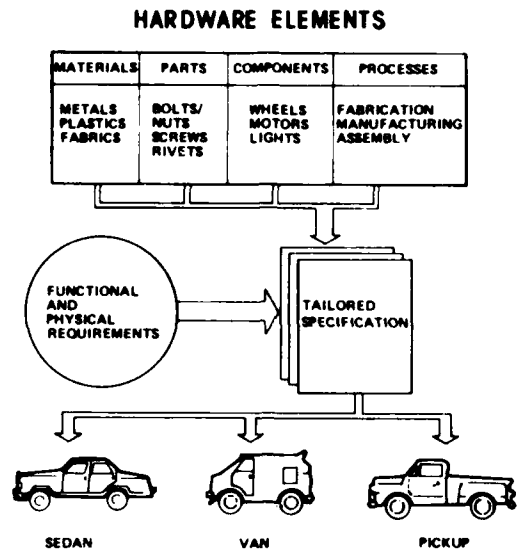 HARDWARE ELEMENTS
MATERIALS PARTS COMPONENTS PROCESSES
METALS
PLASTICS
FABRICS
BOLTS/
NUTS
SCREWS
RIVETS
WHEELS
MOTORS
LIGHTS
FABRICATION
MANUFACTURING
ASSEMBLY
FUNCTIONAL
AND
PHYSICAL
REQUIREMENTS
TAILORED
SPECIFICATION
SEDAN VAN PICKUP